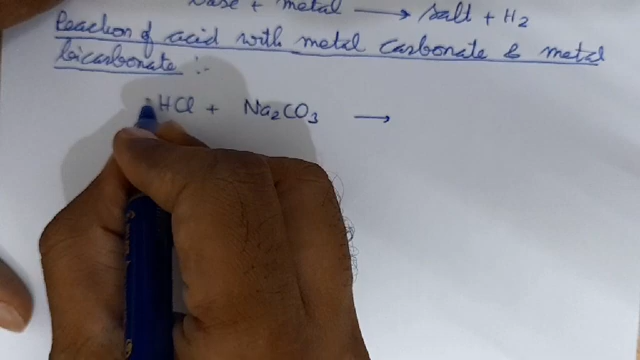 Base + metal ⟶ Salt + H₂
Reaction of acid with metal Carbonate & metal
bicarbonate :-
HCl + Na₂CO₃ ⟶